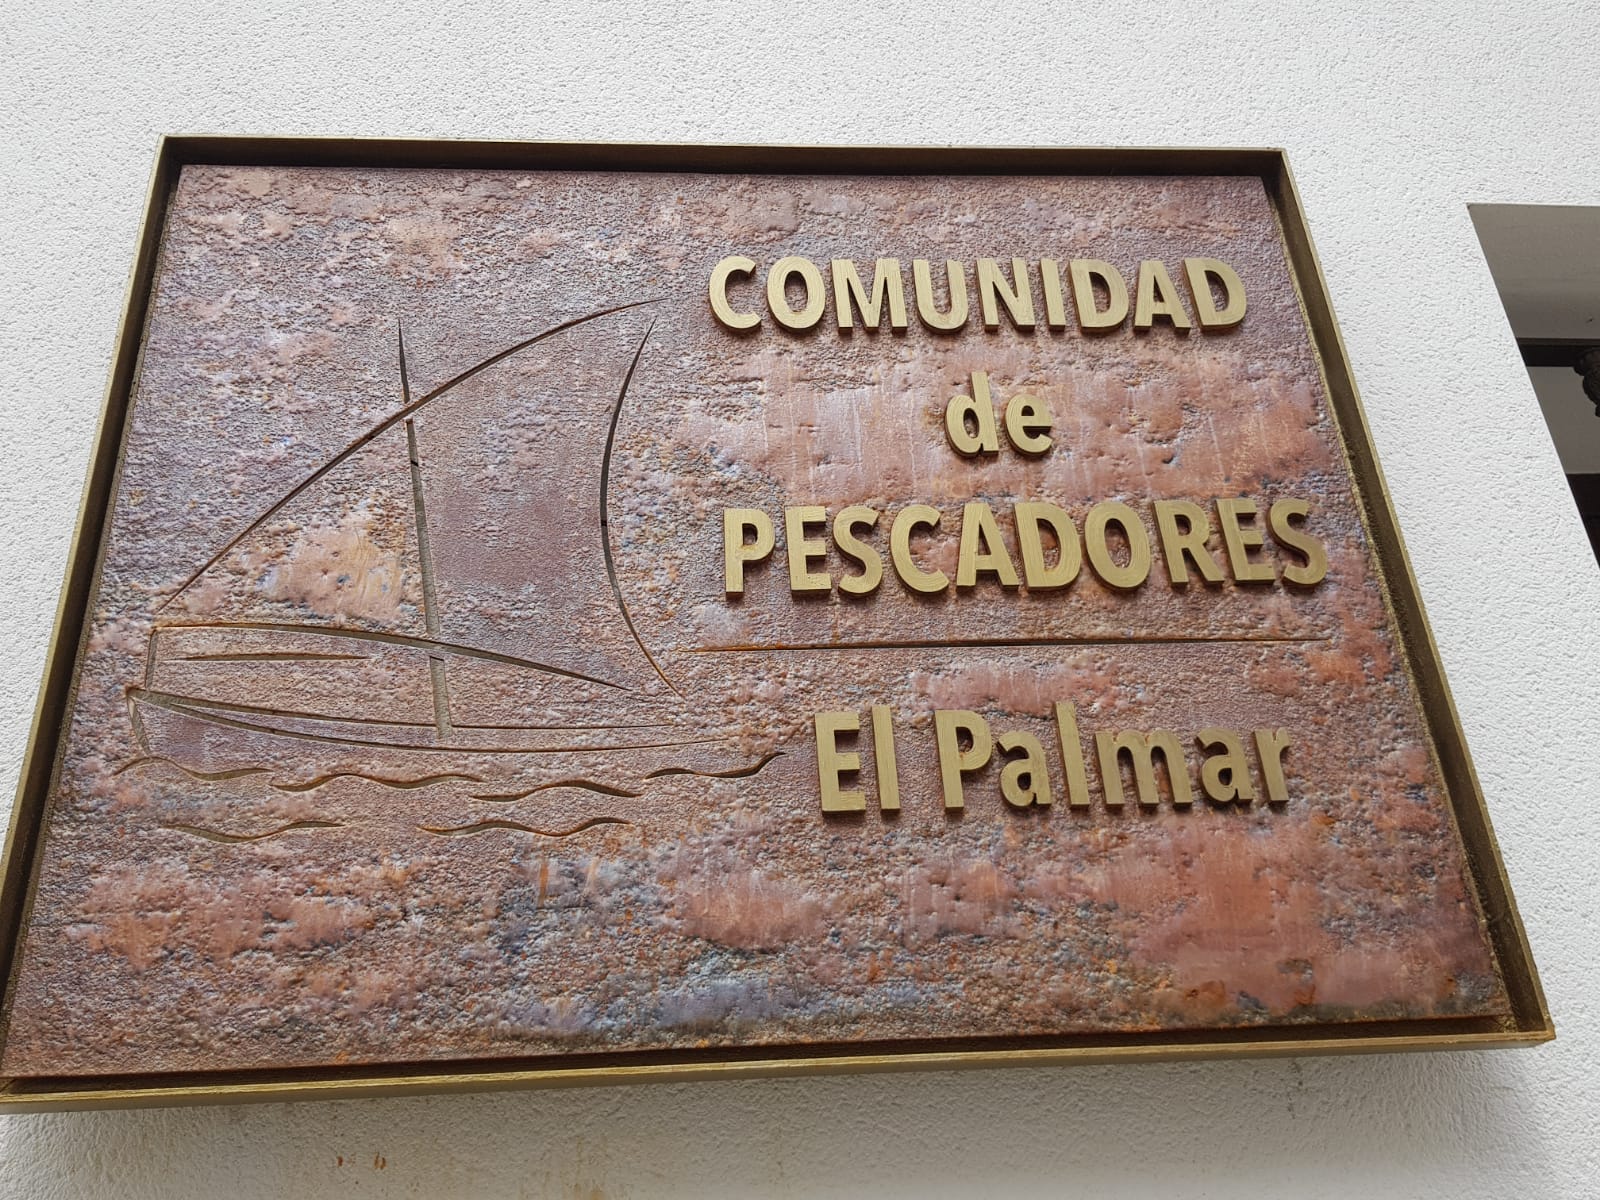 COMUNIDAD
de
PESCADORES
El Palmar